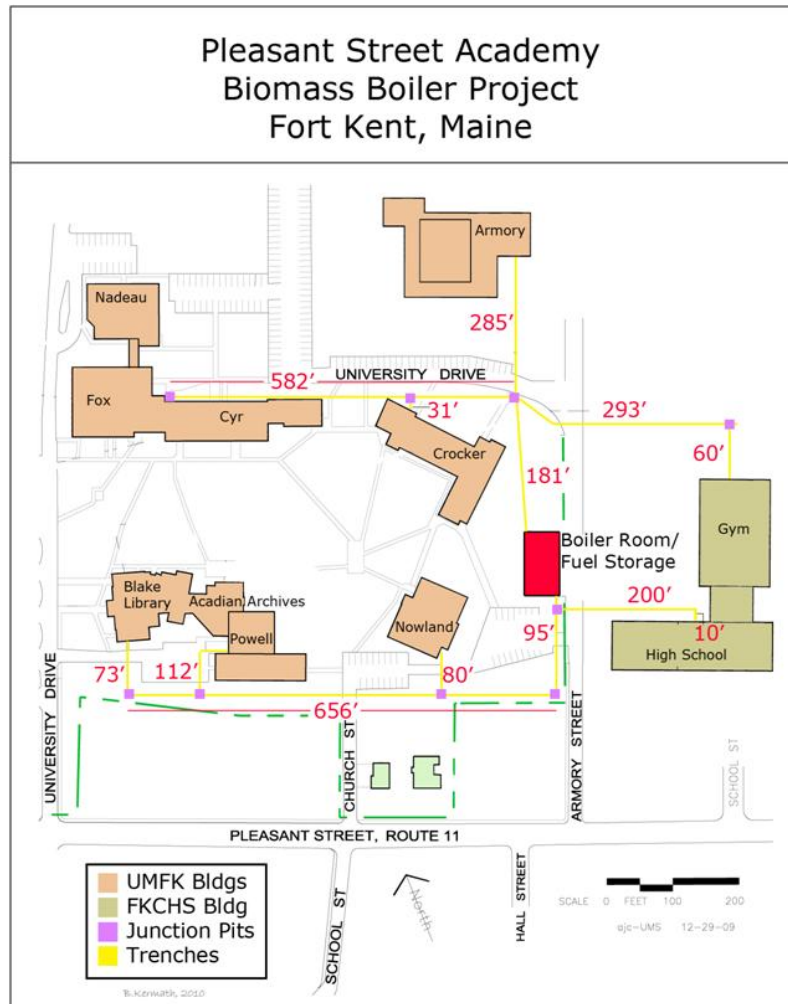 Pleasant Street Academy
Biomass Boiler Project
Fort Kent, Maine
Armory
Nadeau
285'
582'
UNIVERSITY DRIVE
Fox
Cyr
31'
293'
Crocker
60'
181'
Gym
Boiler Room/
Fuel Storage
Blake
Library
Acadian Archives
200'
Powell
Nowland
95'
10'
High School
73'
112'
80'
656'
UNIVERSITY DRIVE
CHURCH ST
ARMORY STREET
SCHOOL ST
PLEASANT STREET, ROUTE 11
UMFK Bldgs
FKCHS Bldg
Junction Pits
Trenches
SCHOOL ST
North
HALL STREET
SCALE 0 FEET 100 200
ajc-UMS 12-29-09
B.Kermath, 2010